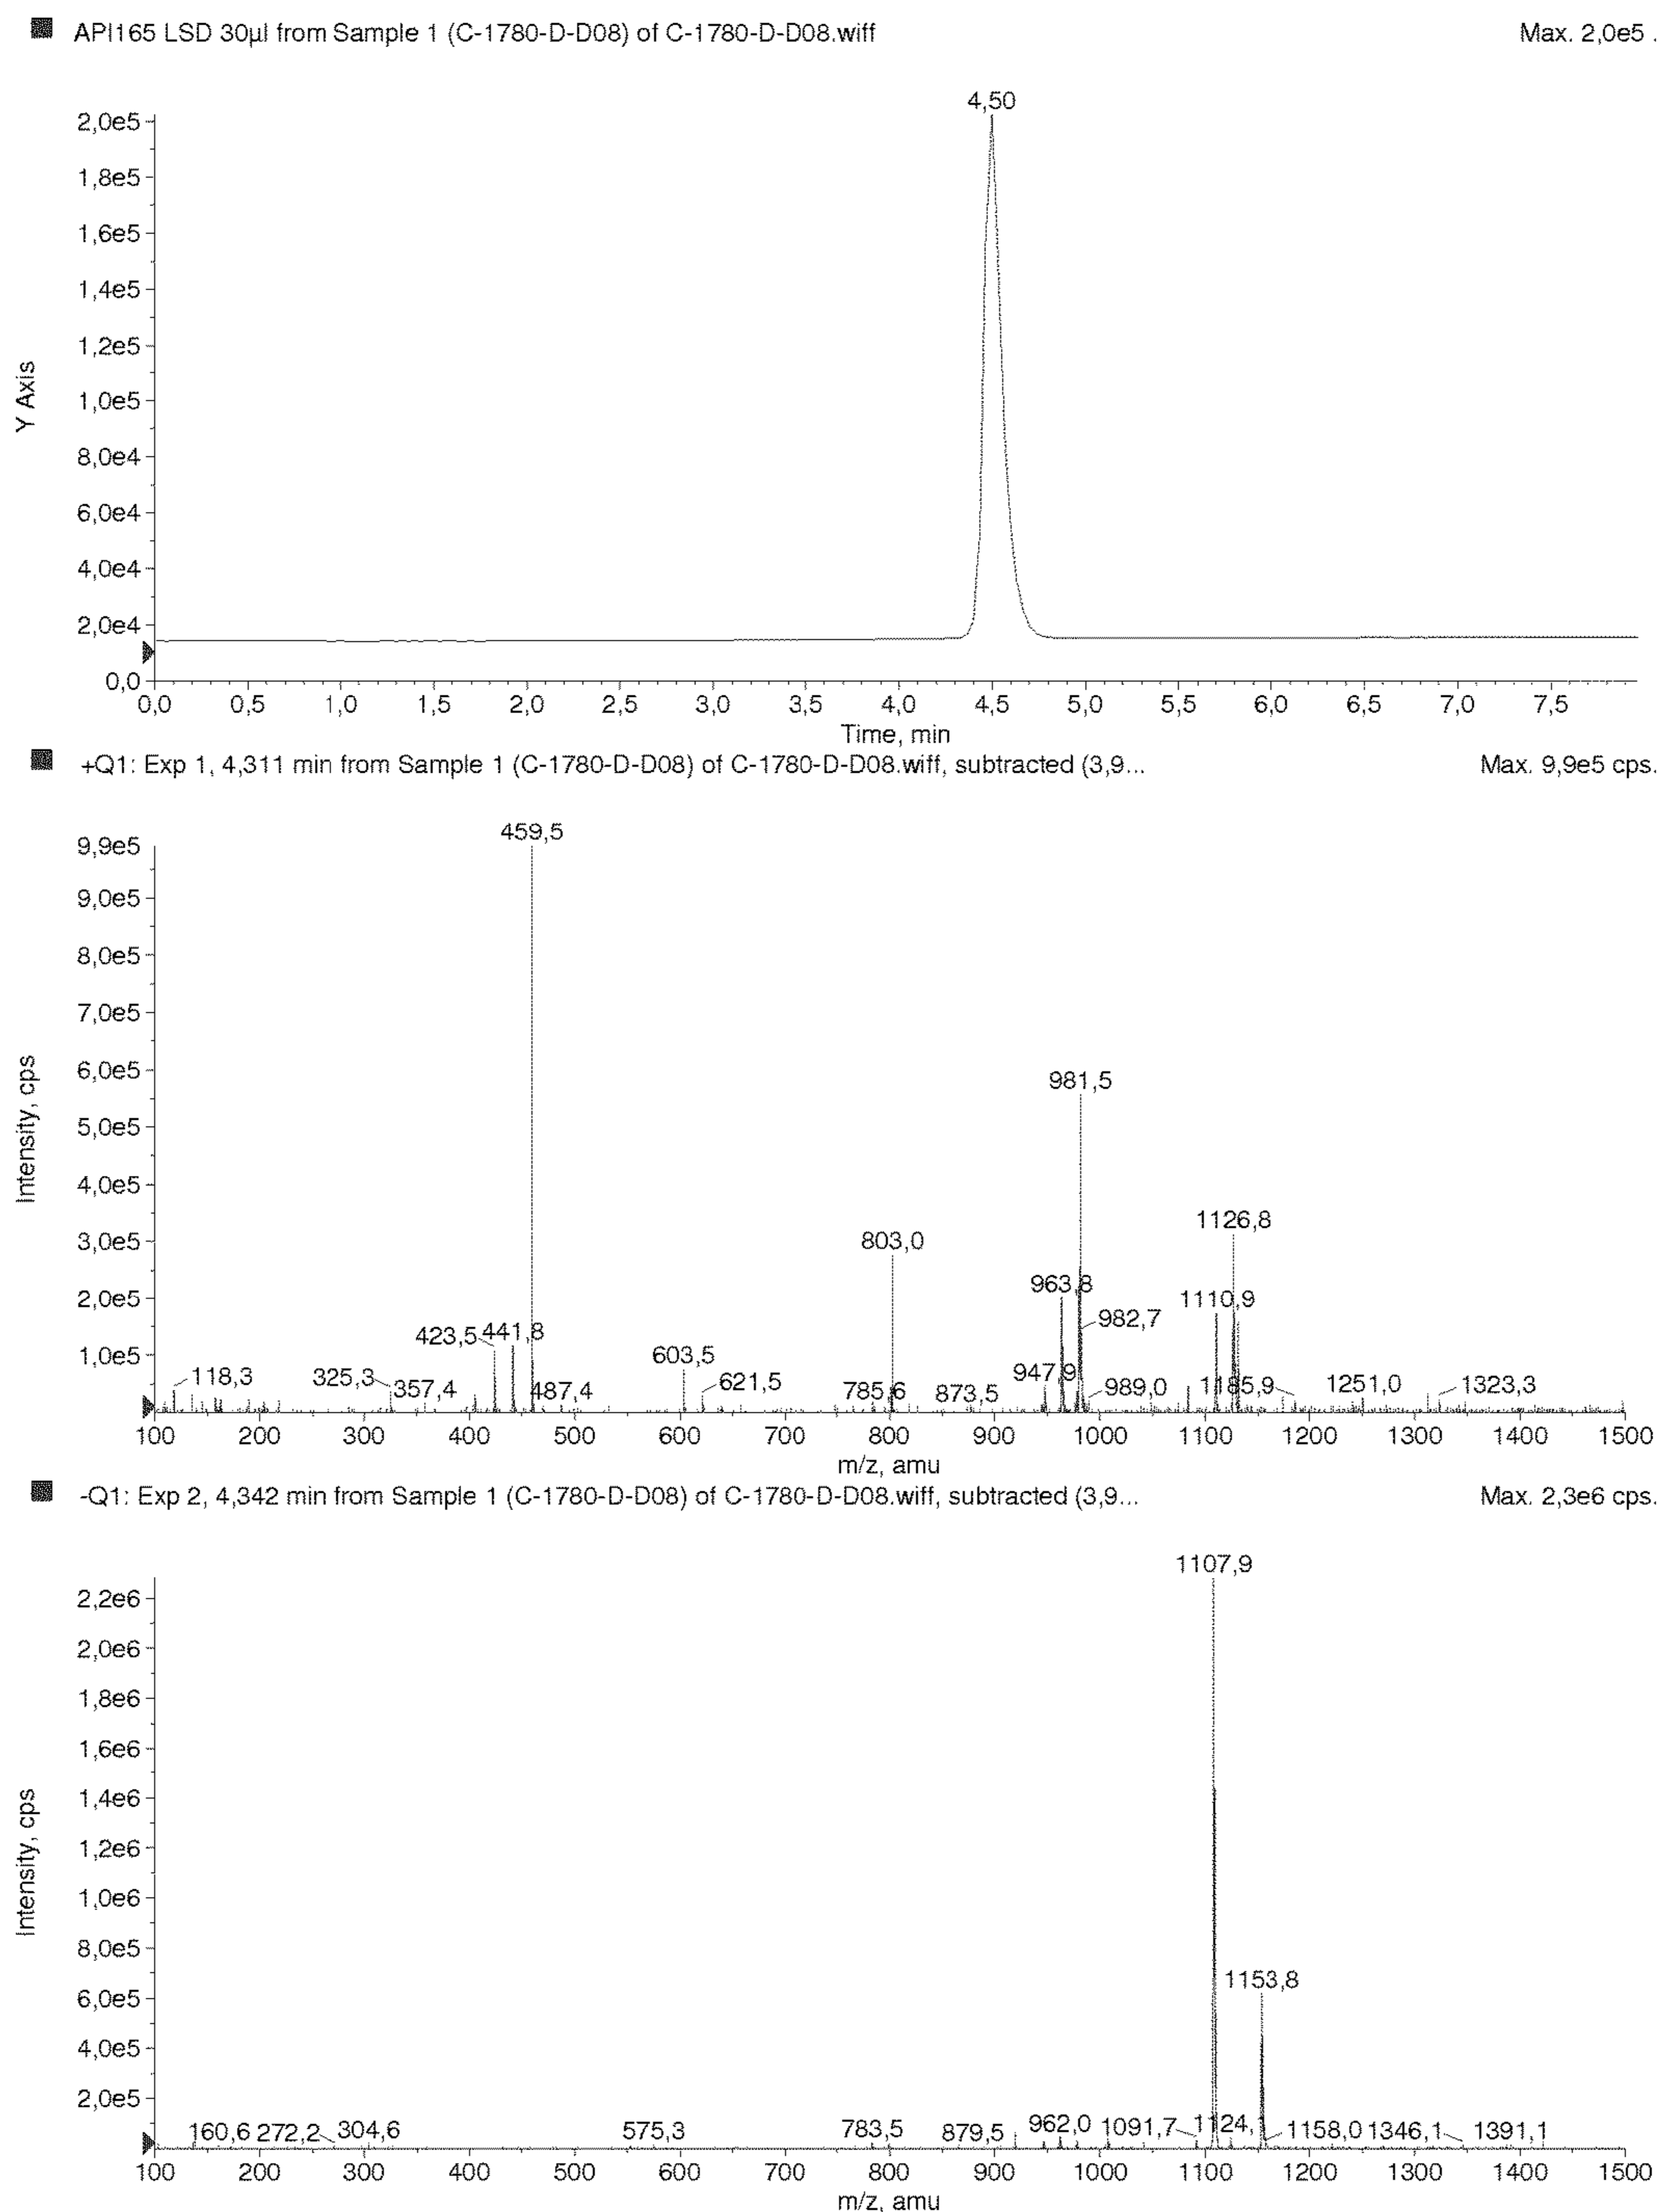 API165 LSD 30µl from Sample 1 (C-1780-D-D08) of C-1780-D-D08.wiff Max. 2,0e5 .
4,50
2,0e5
1,8e5
1,6e5
1,4e5
1,2e5
1,0e5
8,0e4
6,0e4
4,0e4
2,0e4
0,0
Y Axis
0,0 0,5 1,0 1,5 2,0 2,5 3,0 3,5 4,0 4,5 5,0 5,5 6,0 6,5 7,0 7,5
Time, min
+Q1: Exp 1, 4,311 min from Sample 1 (C-1780-D-D08) of C-1780-D-D08.wiff, subtracted (3,9... Max. 9,9e5 cps.
459,5
9,9e5
9,0e5
8,0e5
7,0e5
6,0e5
981,5
5,0e5
4,0e5
3,0e5
803,0
1126,8
2,0e5
963,8
1110,9
982,7
423,5 441,8
1,0e5
603,5
118,3
325,3
357,4
487,4
621,5
785,6
873,5
947,9
989,0
1185,9
1251,0
1323,3
Intensity, cps
100 200 300 400 500 600 700 800 900 1000 1100 1200 1300 1400 1500
m/z, amu
-Q1: Exp 2, 4,342 min from Sample 1 (C-1780-D-D08) of C-1780-D-D08.wiff, subtracted (3,9... Max. 2,3e6 cps.
1107,9
2,2e6
2,0e6
1,8e6
1,6e6
1,4e6
1,2e6
1,0e6
8,0e5
6,0e5
1153,8
4,0e5
2,0e5
160,6 272,2 304,6 575,3 783,5 879,5 962,0 1091,7 1124,1 1158,0 1346,1 1391,1
Intensity, cps
100 200 300 400 500 600 700 800 900 1000 1100 1200 1300 1400 1500
m/z, amu